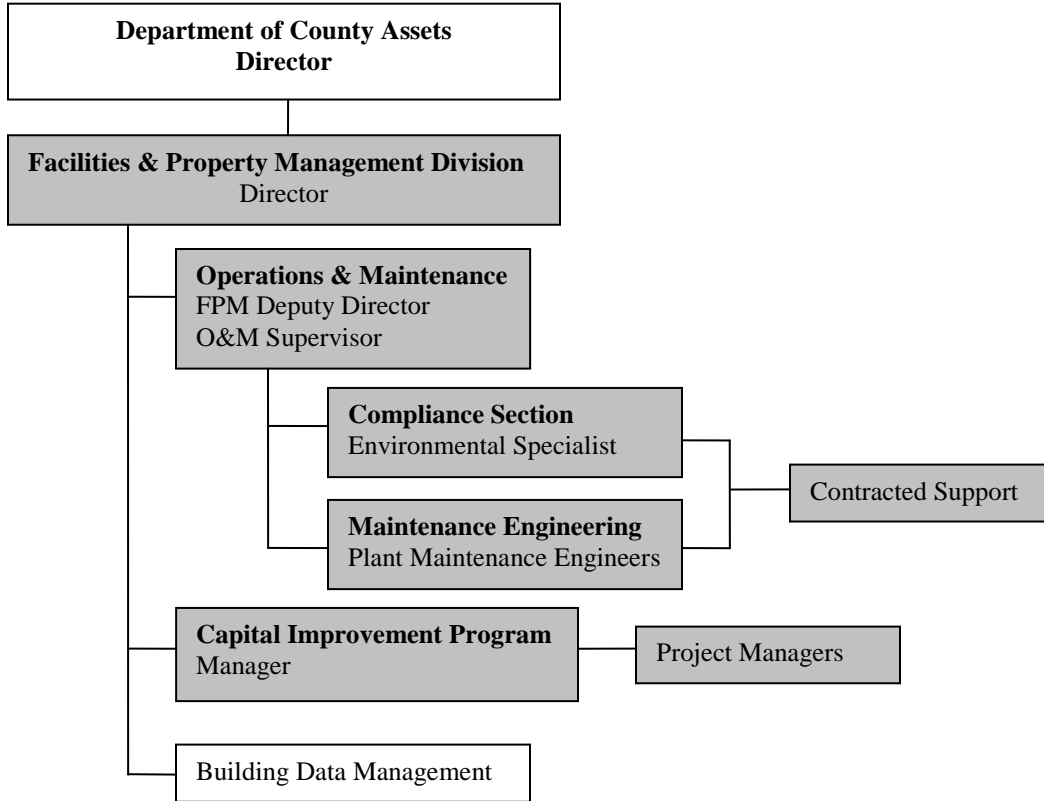 Department of County Assets
Director
Facilities & Property Management Division
Director
Operations & Maintenance
FPM Deputy Director
O&M Supervisor
Compliance Section
Environmental Specialist
Contracted Support
Maintenance Engineering
Plant Maintenance Engineers
Capital Improvement Program
Manager
Project Managers
Building Data Management